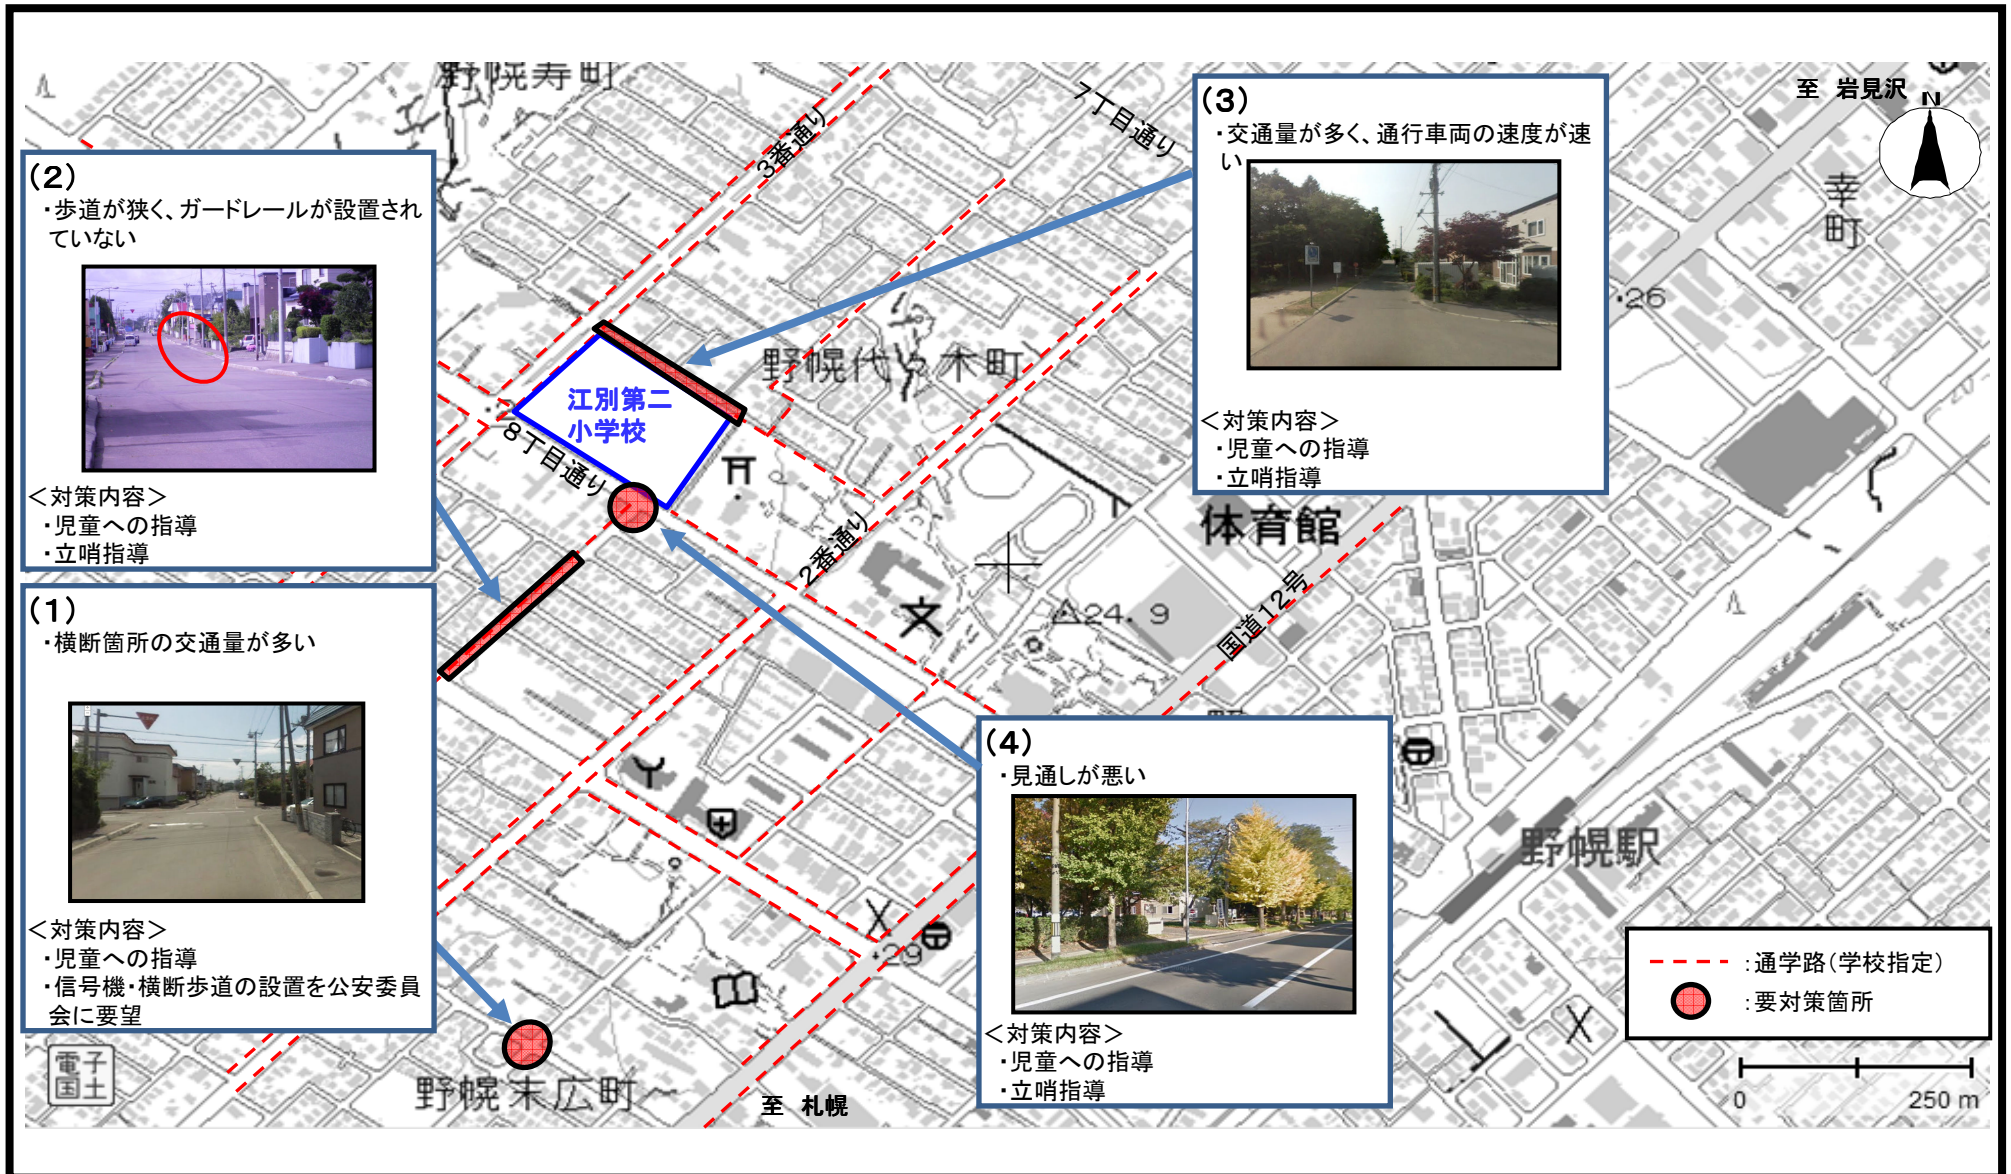 野幌寿町
3番通り
7丁目通り
至 岩見沢
N
幸町
(2)
・歩道が狭く、ガードレールが設置され
ていない
<対策内容>
・児童への指導
・立哨指導
(3)
・交通量が多く、通行車両の速度が速
い
<対策内容>
・児童への指導
・立哨指導
・26
野幌代々木町
江別第二
小学校
8丁目通り
2番通り
体育館
文
24.9
国道12号
(1)
・横断箇所の交通量が多い
<対策内容>
・児童への指導
・信号機・横断歩道の設置を公安委員
会に要望
(4)
・見通しが悪い
<対策内容>
・児童への指導
・立哨指導
野幌駅
・29
:通学路(学校指定)
:要対策箇所
0
250 m
電子
国土
野幌末広町
至 札幌